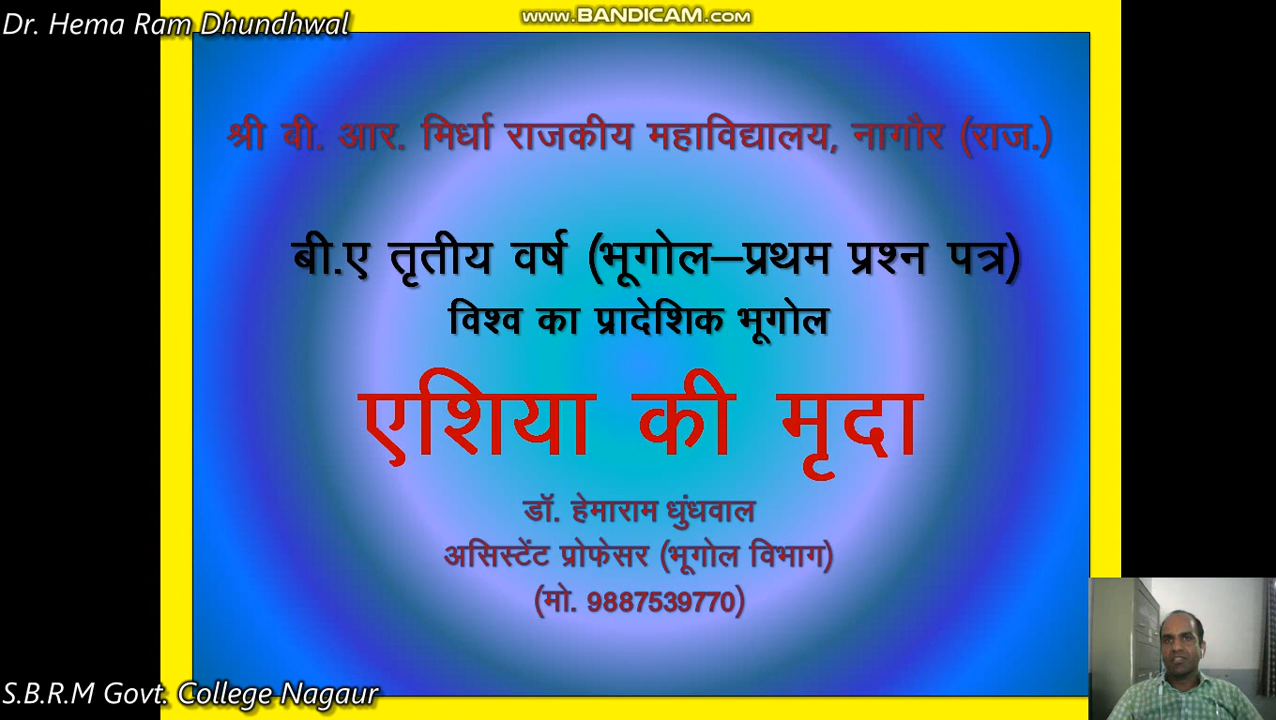 Dr. Hema Ram Dhundhwal
www.BANDICAM.com
श्री बी. आर. मिर्धा राजकीय महाविद्यालय, नागौर (राज.)
बी.ए तृतीय वर्ष (भूगोल–प्रथम प्रश्न पत्र)
विश्व का प्रादेशिक भूगोल
एशिया की मृदा
डॉ. हेमाराम धुंधवाल
असिस्टेंट प्रोफेसर (भूगोल विभाग)
(मो. 9887539770)
S.B.R.M Govt. College Nagaur